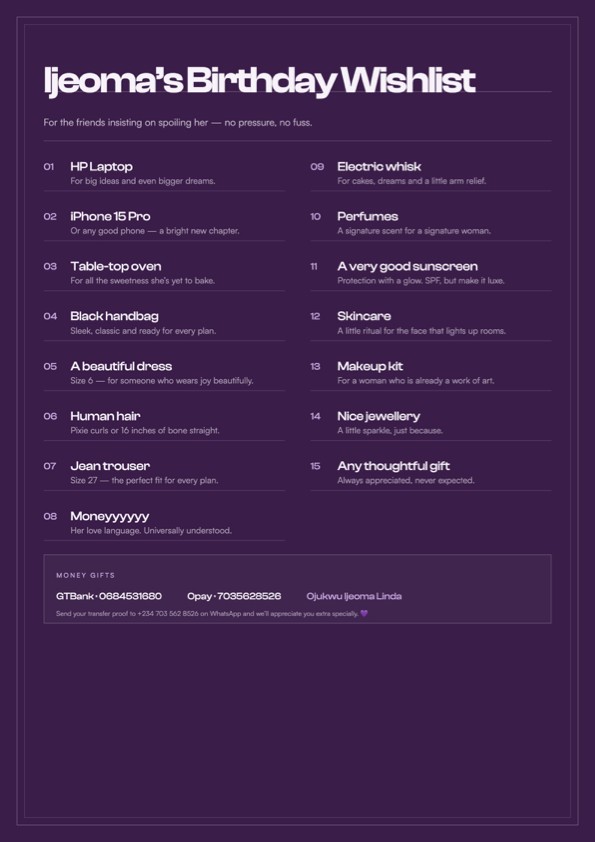 Ijeoma's Birthday Wishlist
For the friends insisting on spoiling her — no pressure, no fuss.
01 HP Laptop
For big ideas and even bigger dreams.
02 iPhone 15 Pro
Or any good phone — a bright new chapter.
03 Table-top oven
For all the sweetness she's yet to bake.
04 Black handbag
Sleek, classic and ready for every plan.
05 A beautiful dress
Size 6 — for someone who wears joy beautifully.
06 Human hair
Pixie curls or 16 inches of bone straight.
07 Jean trouser
Size 27 — the perfect fit for every plan.
08 Moneyyyyyy
Her love language. Universally understood.
09 Electric whisk
For cakes, dreams and a little arm relief.
10 Perfumes
A signature scent for a signature woman.
11 A very good sunscreen
Protection with a glow. SPF, but make it luxe.
12 Skincare
A little ritual for the face that lights up rooms.
13 Makeup kit
For a woman who is already a work of art.
14 Nice jewellery
A little sparkle, just because.
15 Any thoughtful gift
Always appreciated, never expected.
MONEY GIFTS
GTBank · 0684531680 Opay · 7035628526 Ojukwu Ijeoma Linda
Send your transfer proof to +234 703 562 8526 on WhatsApp and we'll appreciate you extra specially. 💜